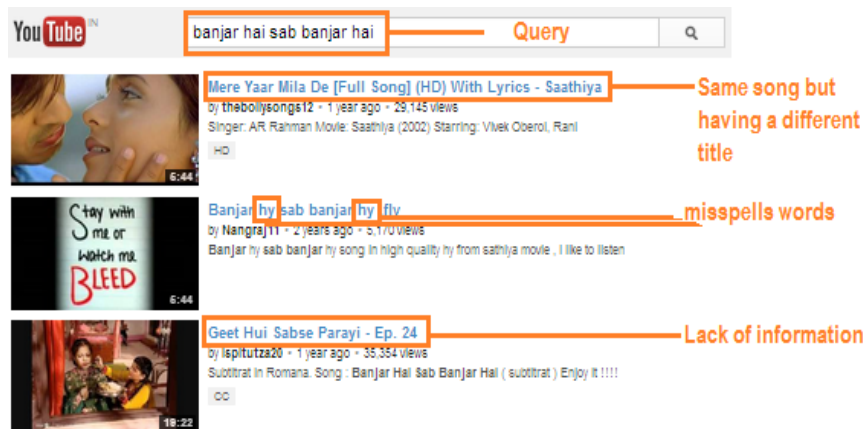 YouTube IN
banjar hai sab banjar hai
Query
Mere Yaar Mila De [Full Song] (HD) With Lyrics - Saathiya
by thebollysongs12 • 1 year ago • 29,145 views
Singer: AR Rahman Movie: Saathiya (2002) Starring: Vivek Oberoi, Rani
HD
6:44
Same song but
having a different
title
Stay with
me or
watch me
BLEED
6:44
Banjar hy sab banjar hy fly
by Nangraj11 • 2 years ago • 5,170 views
Banjar hy sab banjar hy song in high quality hy from sathiya movie , I like to listen
misspells words
Geet Hui Sabse Parayi - Ep. 24
by ispitutza20 • 1 year ago • 35,354 views
Subtitrat in Romana. Song : Banjar Hai Sab Banjar Hai ( subtitrat ) Enjoy it !!!!
CC
19:22
Lack of information